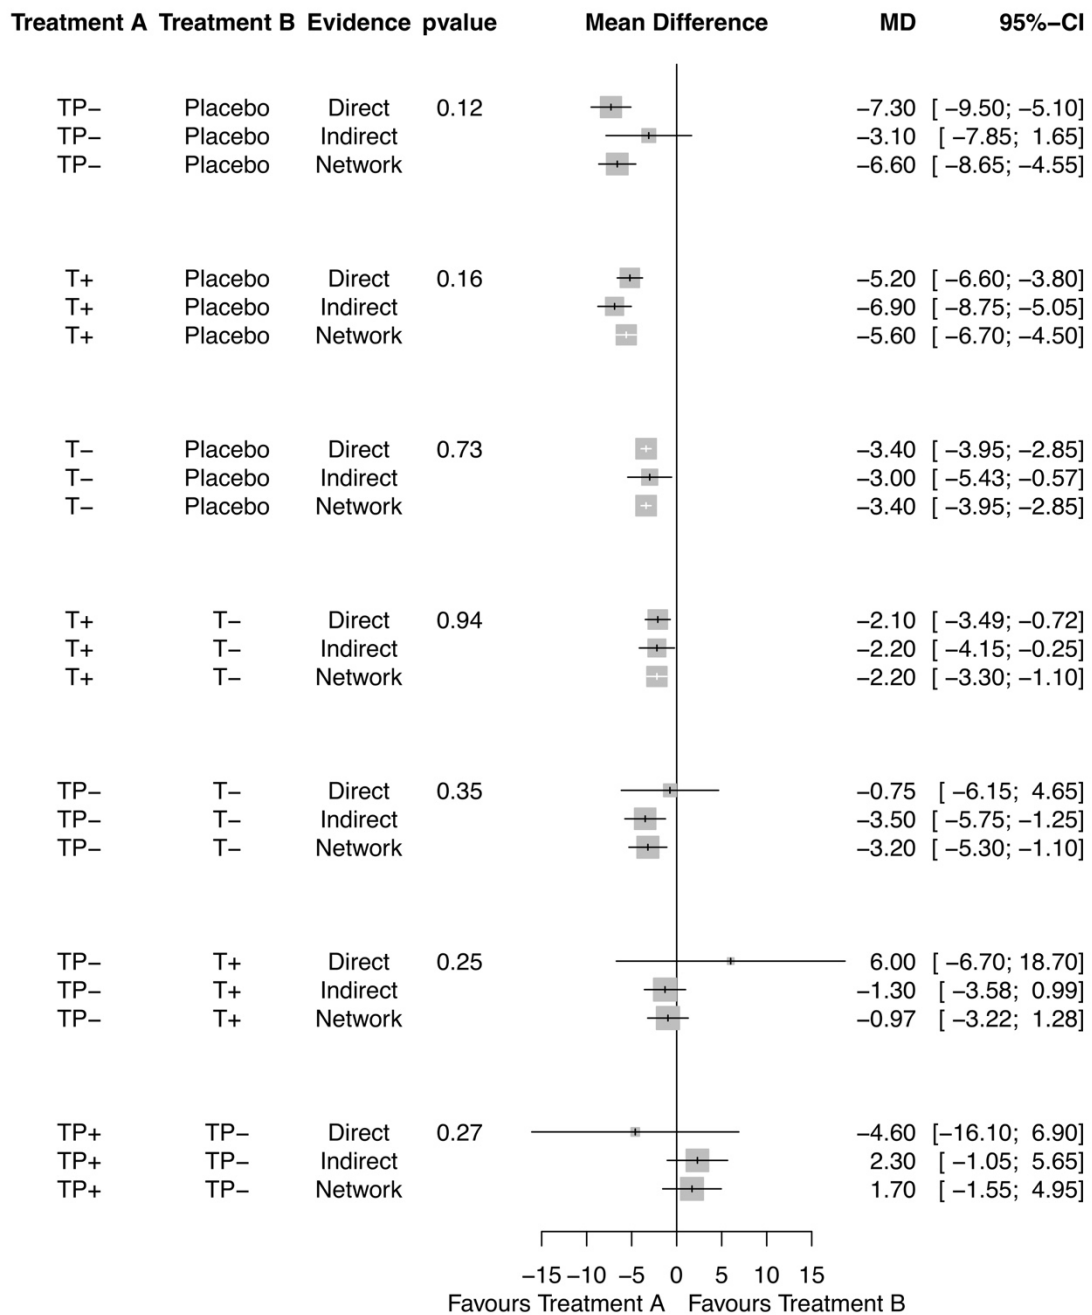 Treatment A Treatment B Evidence pvalue Mean Difference MD 95%−CI
TP− Placebo Direct 0.12 −7.30 [ −9.50; −5.10]
TP− Placebo Indirect −3.10 [ −7.85; 1.65]
TP− Placebo Network −6.60 [ −8.65; −4.55]
T+ Placebo Direct 0.16 −5.20 [ −6.60; −3.80]
T+ Placebo Indirect −6.90 [ −8.75; −5.05]
T+ Placebo Network −5.60 [ −6.70; −4.50]
T− Placebo Direct 0.73 −3.40 [ −3.95; −2.85]
T− Placebo Indirect −3.00 [ −5.43; −0.57]
T− Placebo Network −3.40 [ −3.95; −2.85]
T+ T− Direct 0.94 −2.10 [ −3.49; −0.72]
T+ T− Indirect −2.20 [ −4.15; −0.25]
T+ T− Network −2.20 [ −3.30; −1.10]
TP− T− Direct 0.35 −0.75 [ −6.15; 4.65]
TP− T− Indirect −3.50 [ −5.75; −1.25]
TP− T− Network −3.20 [ −5.30; −1.10]
TP− T+ Direct 0.25 6.00 [ −6.70; 18.70]
TP− T+ Indirect −1.30 [ −3.58; 0.99]
TP− T+ Network −0.97 [ −3.22; 1.28]
TP+ TP− Direct 0.27 −4.60 [−16.10; 6.90]
TP+ TP− Indirect 2.30 [ −1.05; 5.65]
TP+ TP− Network 1.70 [ −1.55; 4.95]
−15 −10 −5 0 5 10 15
Favours Treatment A Favours Treatment B